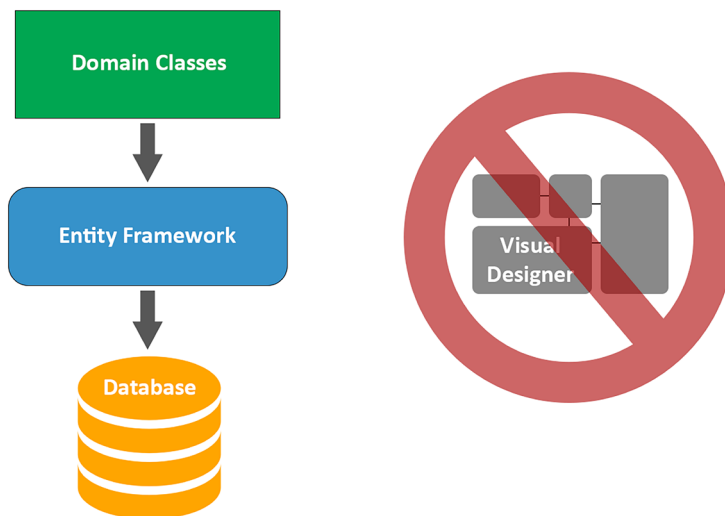 Domain Classes
Entity Framework
Database
Visual
Designer